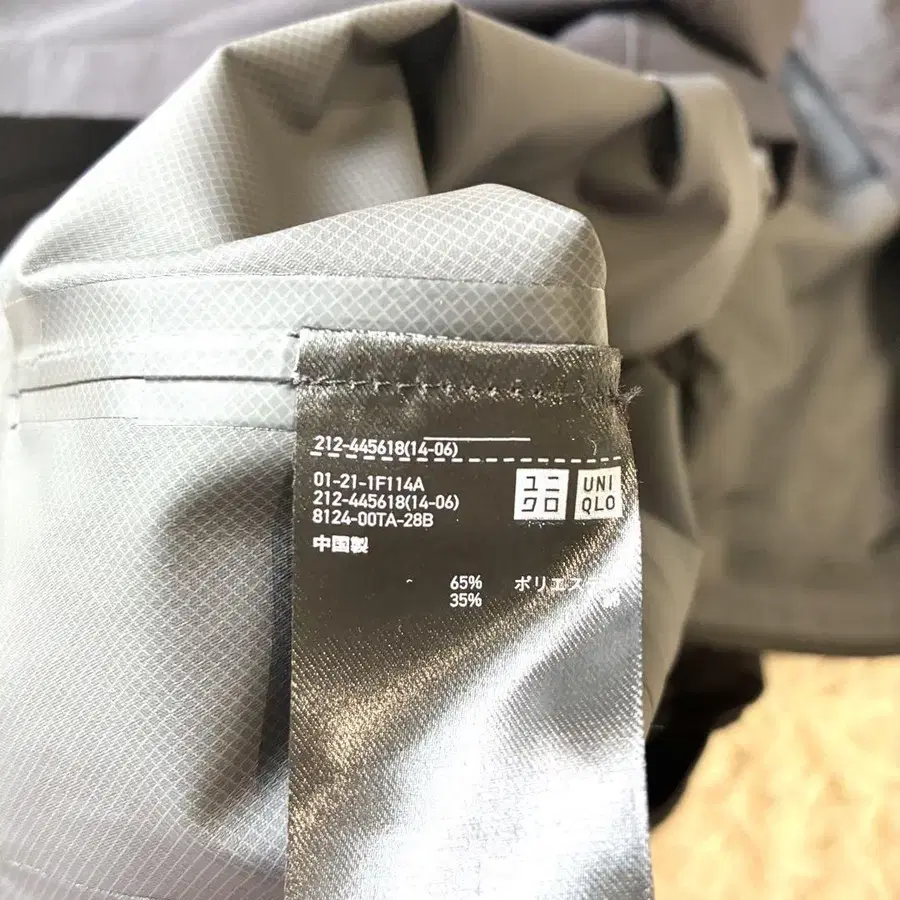 212-445618(14-06)
01-21-1F114A
212-445618(14-06)
8124-00TA-28B
ユニ
クロ
UNI
QLO
中国製
65%
35%